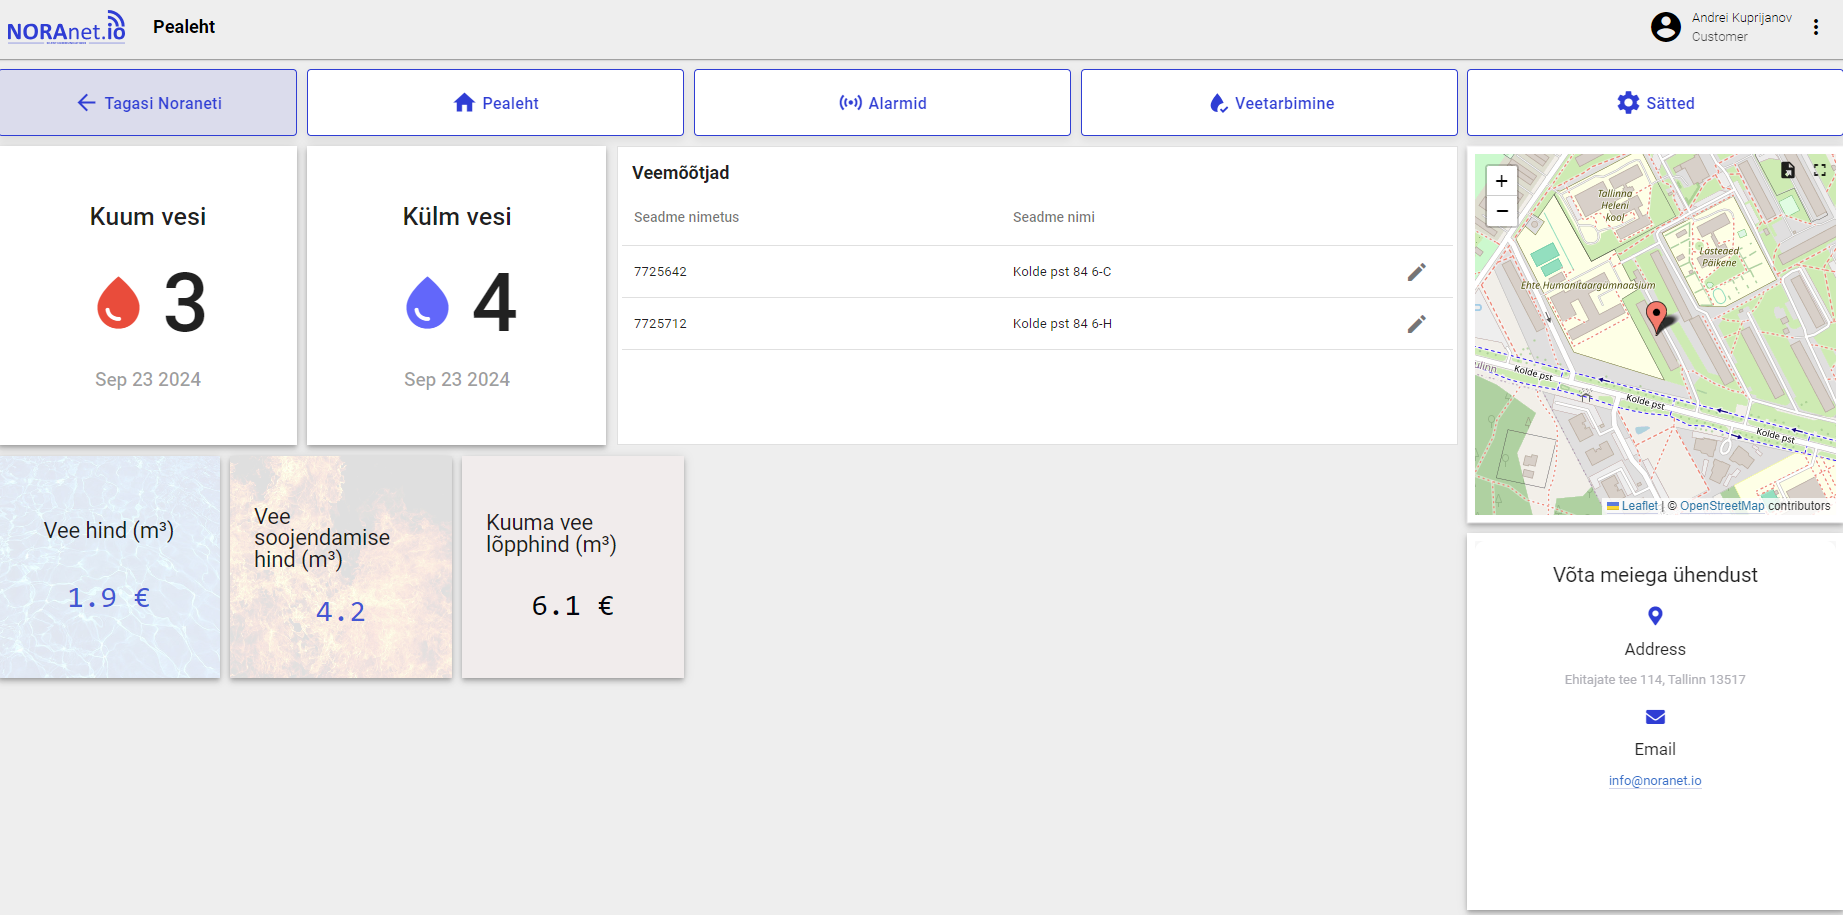 NORAnet.io
Pealeht
Andrei Kuprijanov
Customer
Tagasi Noraneti
Pealeht
Alarmid
Veetarbimine
Sätted
Kuum vesi
3
Sep 23 2024
Külm vesi
4
Sep 23 2024
Veemõõtjad
Seadme nimetus
Seadme nimi
7725642
Kolde pst 84 6-C
7725712
Kolde pst 84 6-H
+
−
Tallinna
Heleni
kool
Lasteaed
Päikene
Ehte Humanitaargümnaasium
Kolde pst
Kolde pst
Kolde pst
Leaflet | © OpenStreetMap contributors
Vee hind (m³)
1.9 €
Vee
soojendamise
hind (m³)
4.2
Kuuma vee
lõpphind (m³)
6.1 €
Võta meiega ühendust
Address
Ehitajate tee 114, Tallinn 13517
Email
info@noranet.io